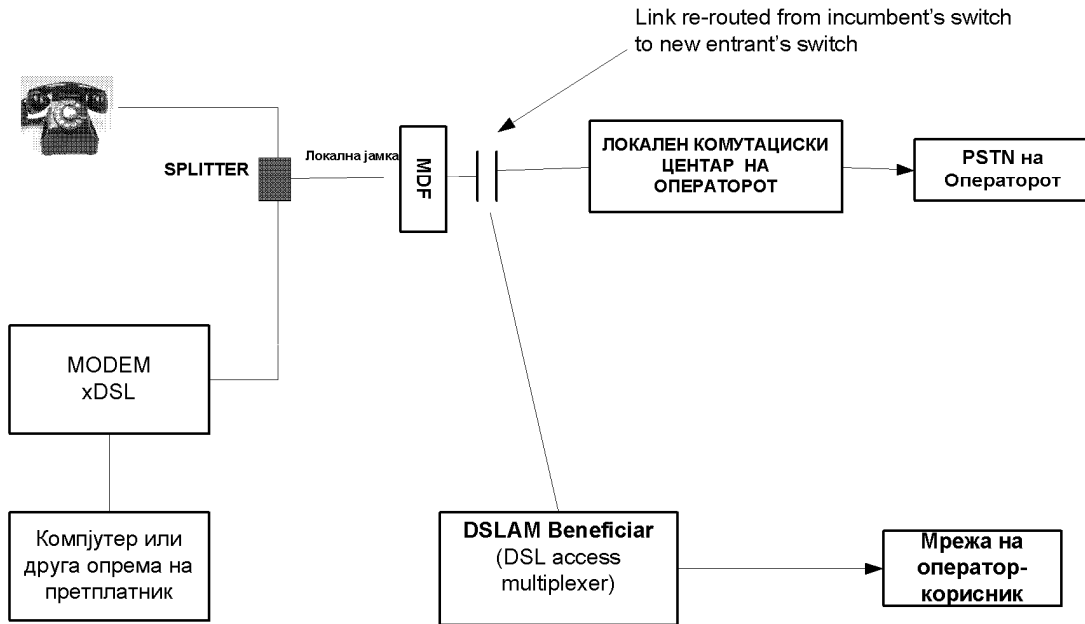 Link re-routed from incumbent's switch
to new entrant's switch
SPLITTER
Локална јамка
MDF
ЛОКАЛЕН КОМУТАЦИСКИ
ЦЕНТАР НА
ОПЕРАТОРОТ
PSTN на
Операторот
MODEM
xDSL
Компјутер или
друга опрема на
претплатник
DSLAM Beneficiar
(DSL access
multiplexer)
Мрежа на
оператор-
корисник